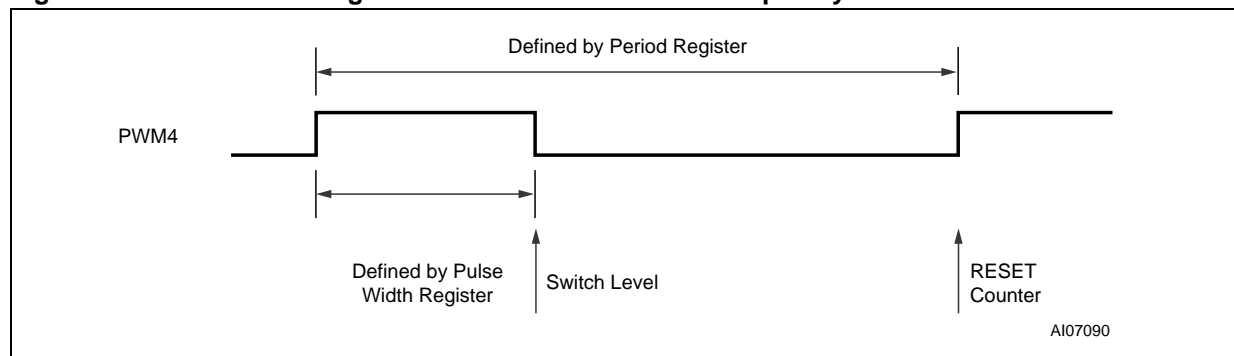 Defined by Period Register
PWM4
Defined by Pulse
Width Register
Switch Level
RESET
Counter
AI07090